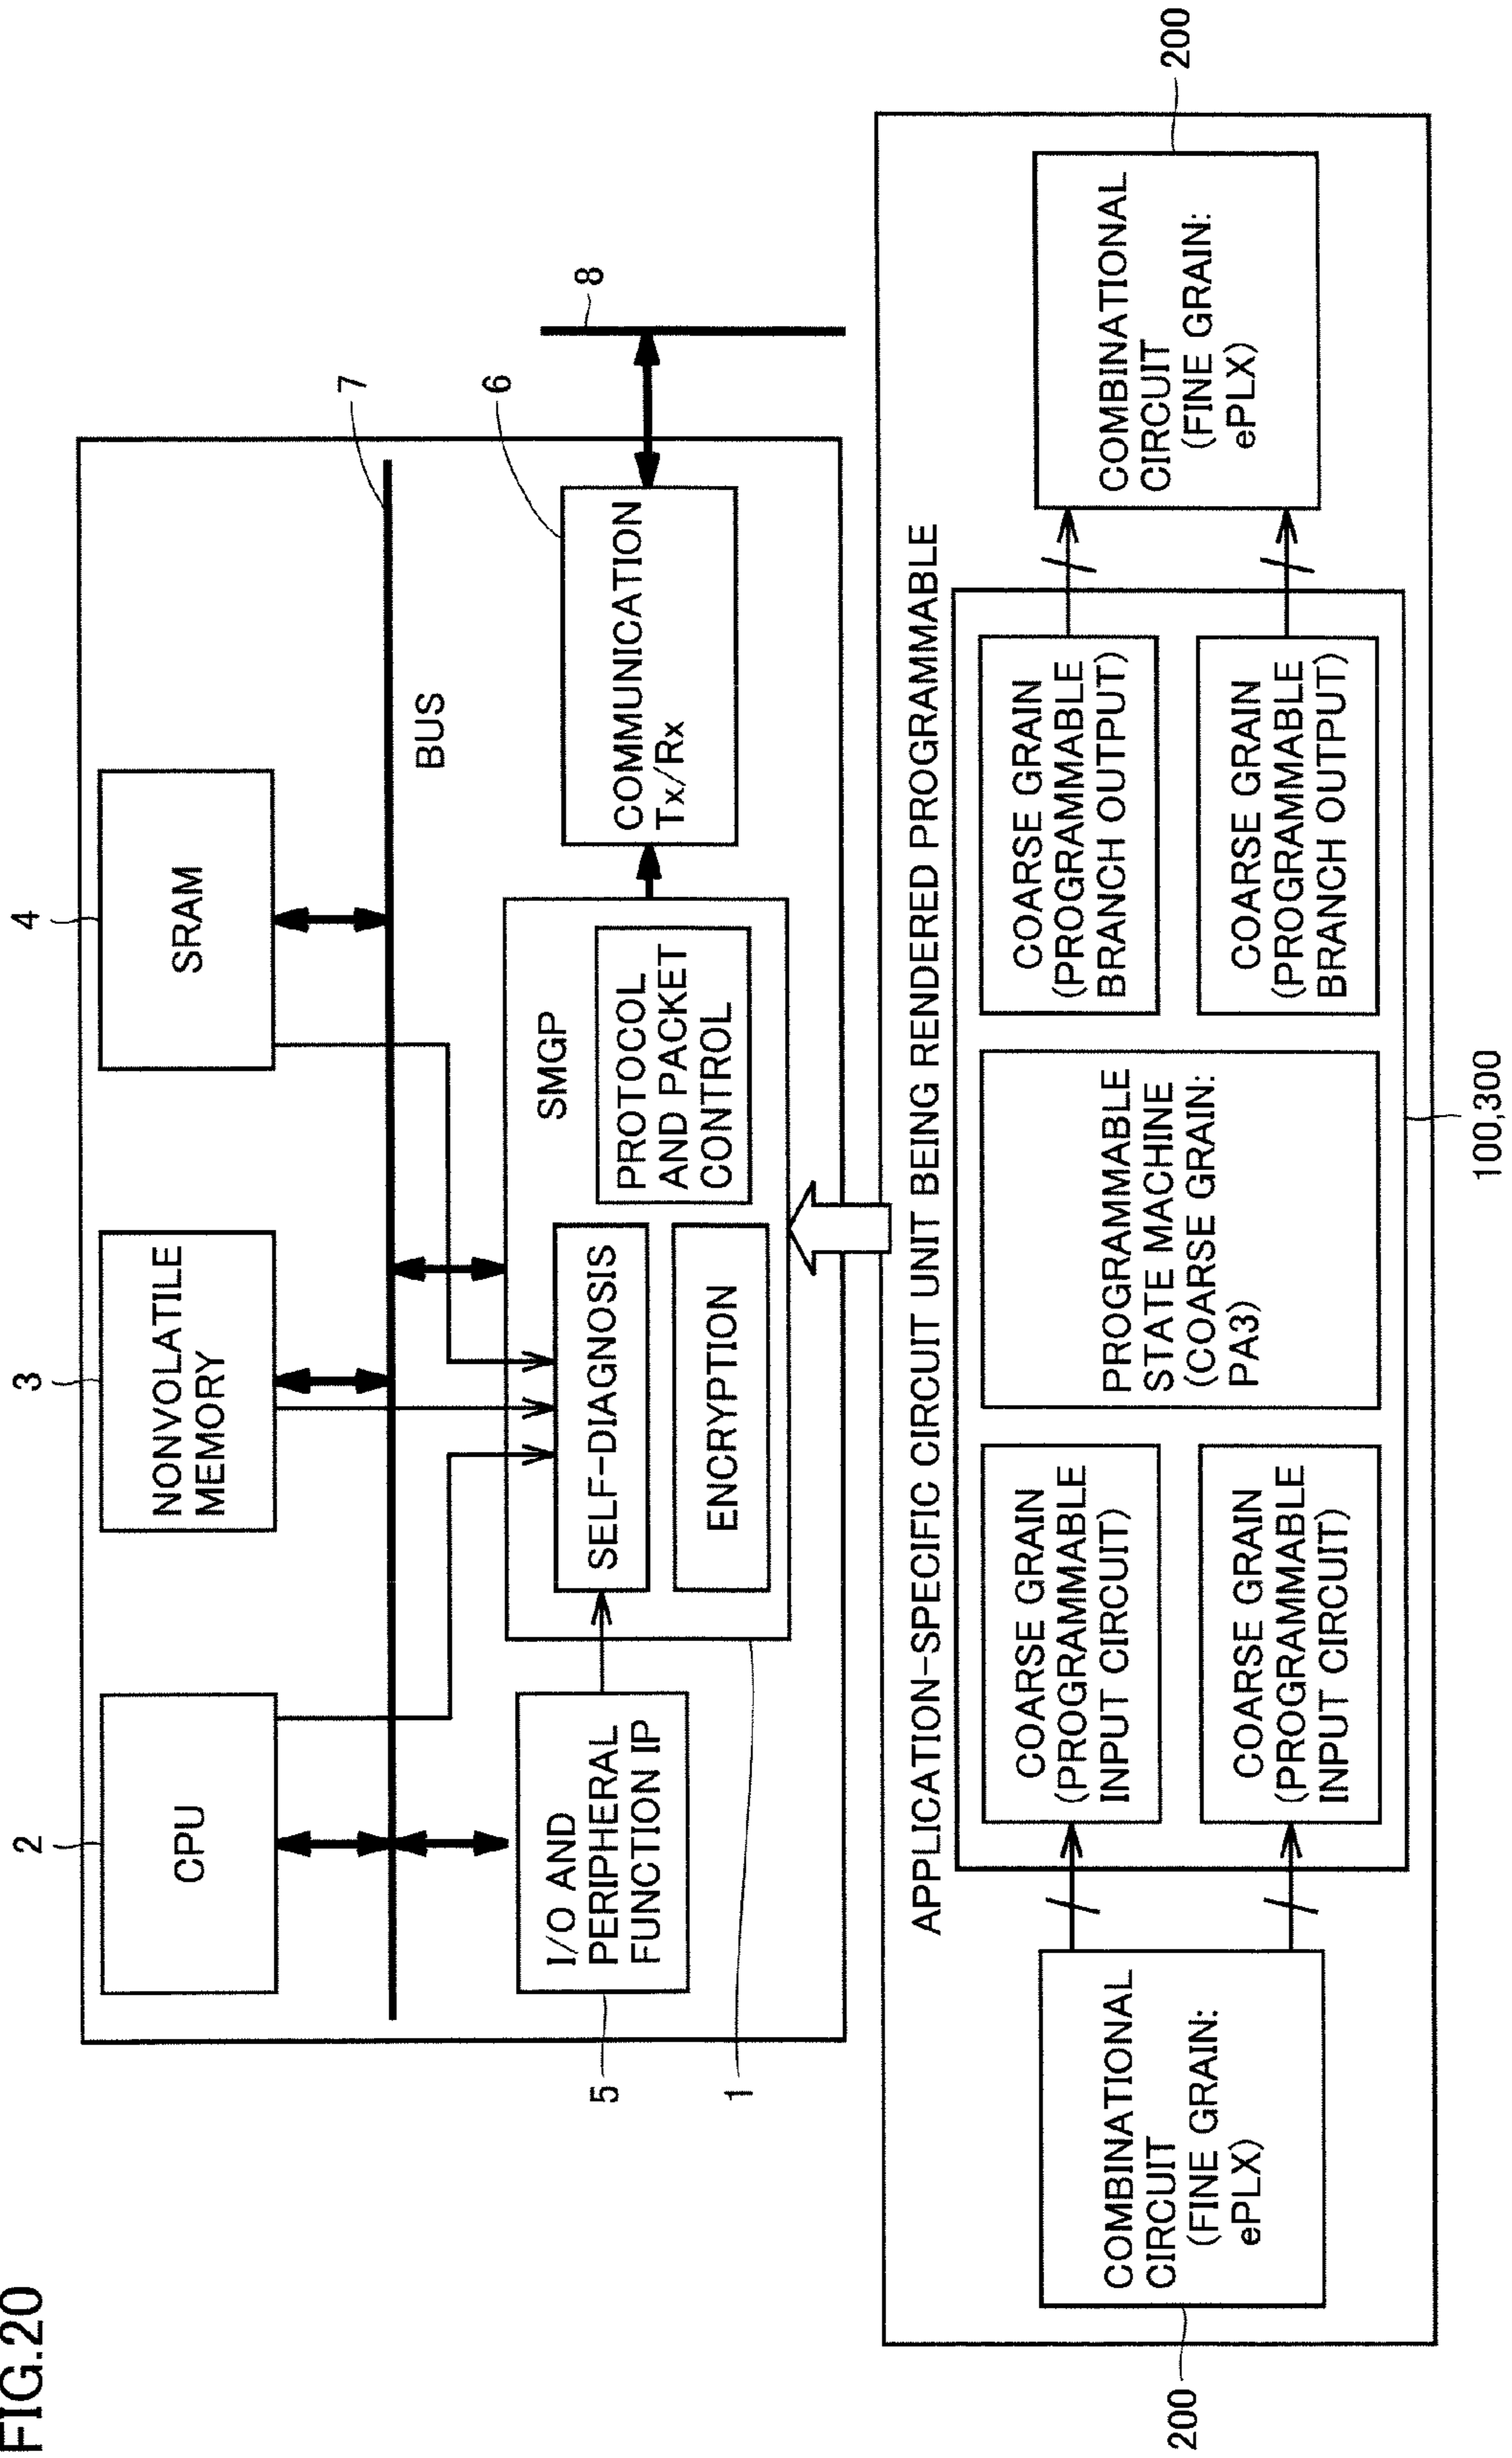 FIG.20
2
CPU
3
NONVOLATILE
MEMORY
4
SRAM
7
BUS
8
5
I/O AND
PERIPHERAL
FUNCTION IP
1
SMGP
SELF-DIAGNOSIS
ENCRYPTION
PROTOCOL
AND PACKET
CONTROL
6
COMMUNICATION
Tx/Rx
APPLICATION-SPECIFIC CIRCUIT UNIT BEING RENDERED PROGRAMMABLE
200
COMBINATIONAL
CIRCUIT
(FINE GRAIN:
ePLX)
COARSE GRAIN
(PROGRAMMABLE
INPUT CIRCUIT)
COARSE GRAIN
(PROGRAMMABLE
INPUT CIRCUIT)
PROGRAMMABLE
STATE MACHINE
(COARSE GRAIN:
PA3)
COARSE GRAIN
(PROGRAMMABLE
BRANCH OUTPUT)
COARSE GRAIN
(PROGRAMMABLE
BRANCH OUTPUT)
200
COMBINATIONAL
CIRCUIT
(FINE GRAIN:
ePLX)
100,300